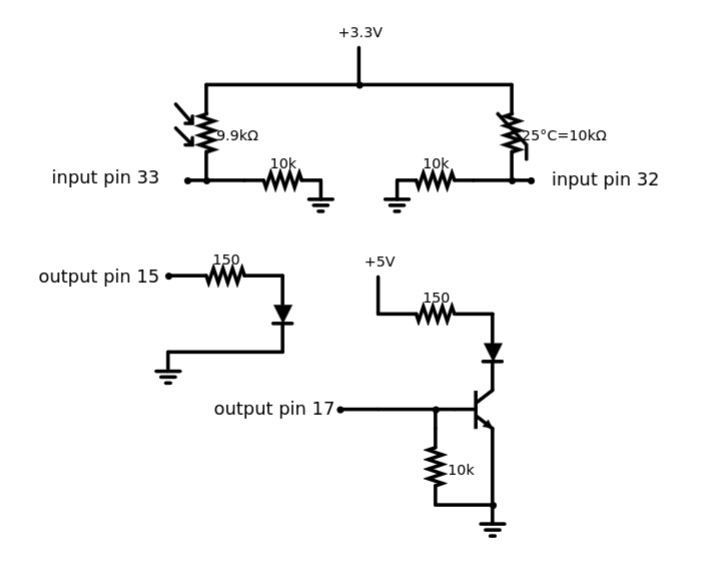 +3.3V
9.9kΩ
25°C=10kΩ
10k
10k
input pin 33
input pin 32
150
+5V
output pin 15
150
output pin 17
10k